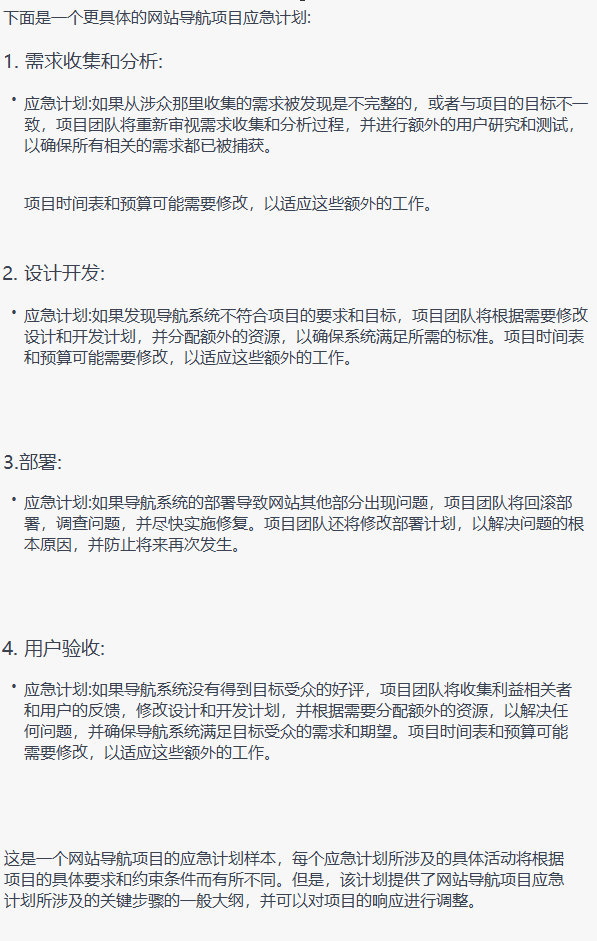 下面是一个更具体的网站导航项目应急计划:
1. 需求收集和分析:
• 应急计划:如果从涉众那里收集的需求被发现是不完整的，或者与项目的目标不一
致，项目团队将重新审视需求收集和分析过程，并进行额外的用户研究和测试，
以确保所有相关的需求都已被捕获。
项目时间表和预算可能需要修改，以适应这些额外的工作。
2. 设计开发:
• 应急计划:如果发现导航系统不符合项目的要求和目标，项目团队将根据需要修改
设计和开发计划，并分配额外的资源，以确保系统满足所需的标准。项目时间表
和预算可能需要修改，以适应这些额外的工作。
3.部署:
• 应急计划:如果导航系统的部署导致网站其他部分出现问题，项目团队将回滚部
署，调查问题，并尽快实施修复。项目团队还将修改部署计划，以解决问题的根
本原因，并防止将来再次发生。
4. 用户验收:
• 应急计划:如果导航系统没有得到目标受众的好评，项目团队将收集利益相关者
和用户的反馈，修改设计和开发计划，并根据需要分配额外的资源，以解决任
何问题，并确保导航系统满足目标受众的需求和期望。项目时间表和预算可能
需要修改，以适应这些额外的工作。
这是一个网站导航项目的应急计划样本，每个应急计划所涉及的具体活动将根据
项目的具体要求和约束条件而有所不同。但是，该计划提供了网站导航项目应急
计划所涉及的关键步骤的一般大纲，并可以对项目的响应进行调整。